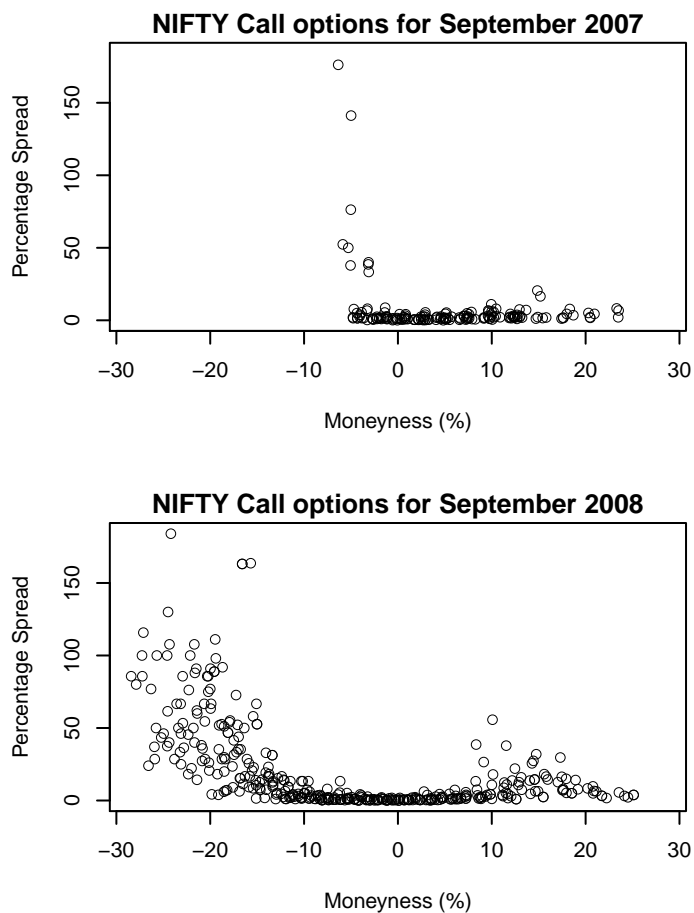 NIFTY Call options for September 2007
Percentage Spread
150
100
50
0
−30 −20 −10 0 10 20 30
Moneyness (%)
NIFTY Call options for September 2008
Percentage Spread
150
100
50
0
−30 −20 −10 0 10 20 30
Moneyness (%)